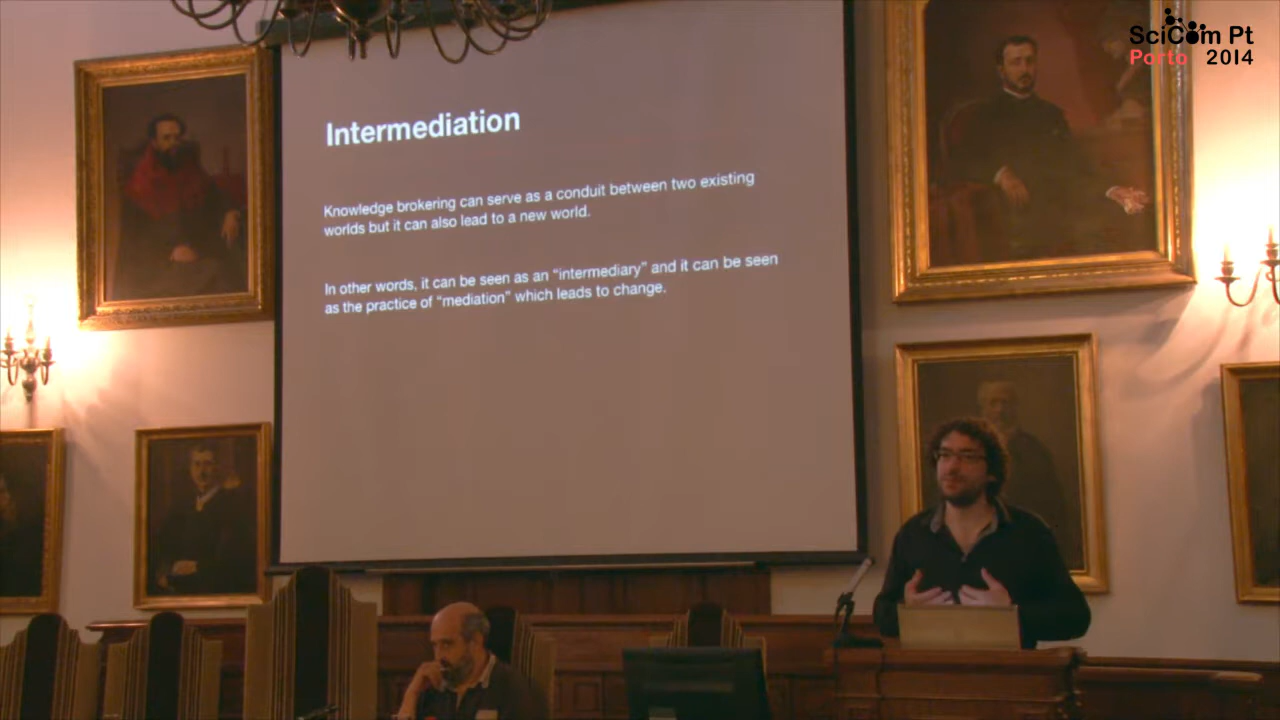 SciCom Pt
Porto 2014
Intermediation
Knowledge brokering can serve as a conduit between two existing
worlds but it can also lead to a new world.
In other words, it can be seen as an “intermediary” and it can be seen
as the practice of “mediation” which leads to change.